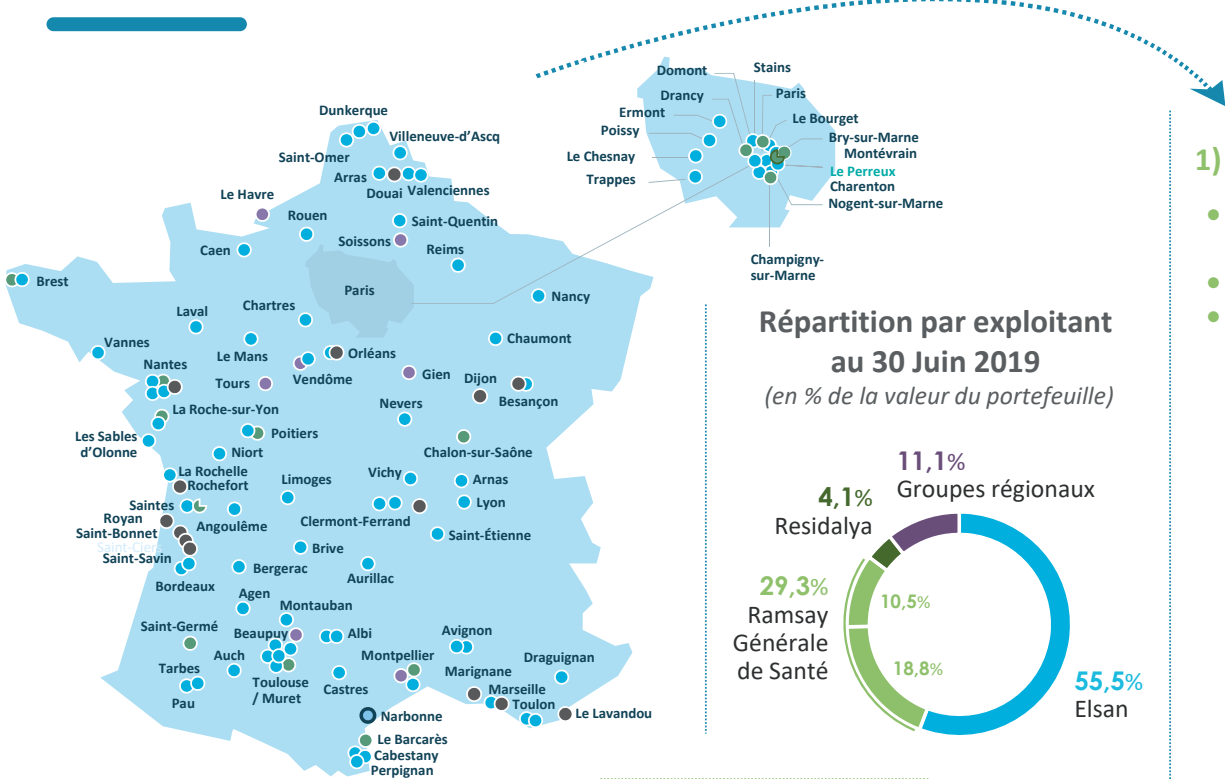 Dunkerque
Villeneuve-d'Ascq
Saint-Omer
Arras
Douai
Valenciennes
Le Havre
Rouen
Saint-Quentin
Soissons
Caen
Reims
Brest
Paris
Nancy
Laval
Chartres
Chaumont
Vannes
Le Mans
Orléans
Nantes
Tours
Vendôme
Gien
Dijon
Besançon
La Roche-sur-Yon
Nevers
Les Sables
d'Olonne
Poitiers
Niort
Chalon-sur-Saône
La Rochelle
Rochefort
Limoges
Vichy
Arnas
Saintes
Angoulême
Clermont-Ferrand
Lyon
Royan
Saint-Bonnet
Saint-Étienne
Saint-Savin
Brive
Bordeaux
Bergerac
Aurillac
Agen
Montauban
Saint-Germé
Beaupuy
Albi
Avignon
Montpellier
Marignane
Draguignan
Tarbes
Auch
Toulouse
/ Muret
Castres
Marseille
Toulon
Pau
Narbonne
Le Lavandou
Le Barcarès
Cabestany
Perpignan
Domont
Stains
Drancy
Paris
Ermont
Le Bourget
Poissy
Bry-sur-Marne
Le Chesnay
Montévrain
Le Perreux
Trappes
Charenton
Nogent-sur-Marne
Champigny-
sur-Marne
Répartition par exploitant
au 30 Juin 2019
(en % de la valeur du portefeuille)
11,1%
Groupes régionaux
4,1%
Residalya
29,3%
Ramsay
Générale
de Santé
10,5%
18,8%
55,5%
Elsan
1)